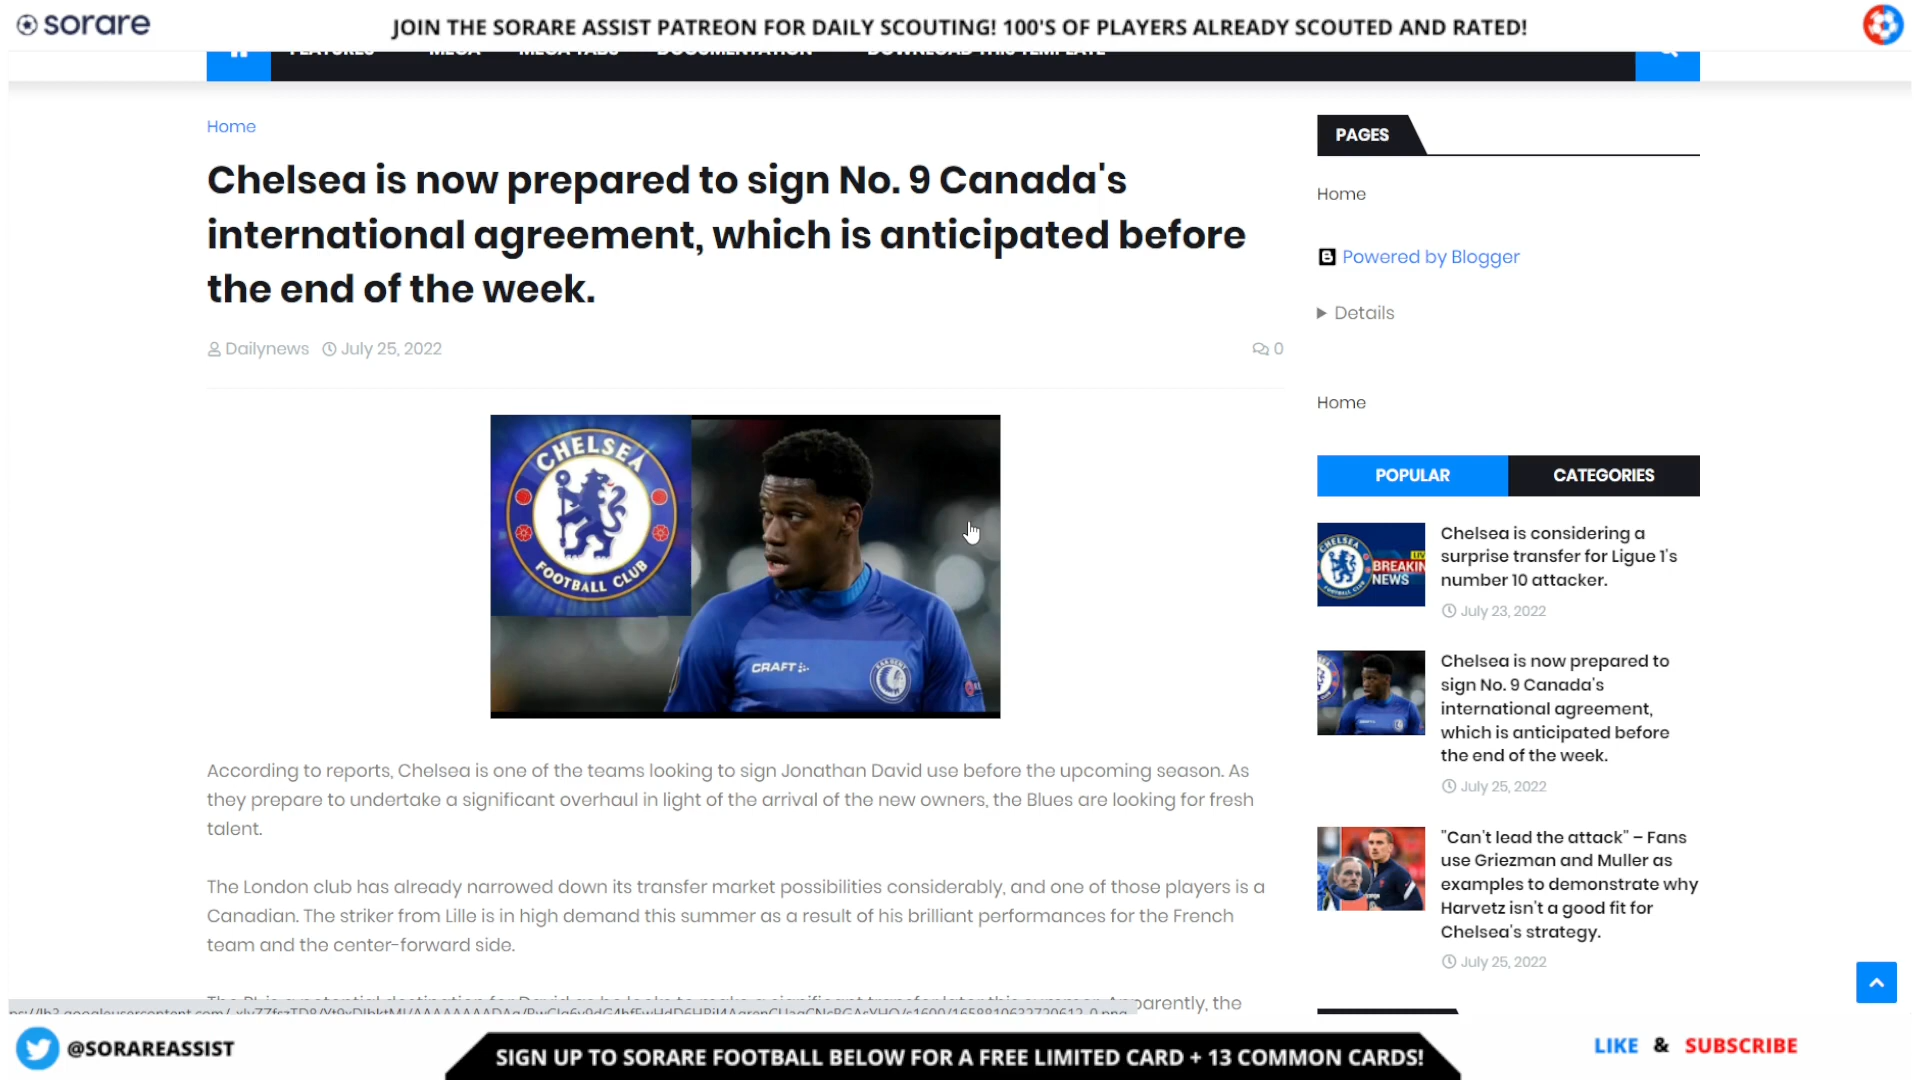 sorare
JOIN THE SORARE ASSIST PATREON FOR DAILY SCOUTING! 100'S OF PLAYERS ALREADY SCOUTED AND RATED!
FEATURES MEGA MEGA TABS DOCUMENTATION DOWNLOAD THIS TEMPLATE
Home
Chelsea is now prepared to sign No. 9 Canada's
international agreement, which is anticipated before
the end of the week.
Dailynews July 25, 2022
0
CHELSEA
FOOTBALL CLUB
CRAFT
According to reports, Chelsea is one of the teams looking to sign Jonathan David use before the upcoming season. As
they prepare to undertake a significant overhaul in light of the arrival of the new owners, the Blues are looking for fresh
talent.
The London club has already narrowed down its transfer market possibilities considerably, and one of those players is a
Canadian. The striker from Lille is in high demand this summer as a result of his brilliant performances for the French
team and the center-forward side.
parently, the
PAGES
Home
Powered by Blogger
Details
Home
POPULAR
CATEGORIES
CHELSEA
BREAKIN
NEWS
Chelsea is considering a
surprise transfer for Ligue 1's
number 10 attacker.
July 23, 2022
Chelsea is now prepared to
sign No. 9 Canada's
international agreement,
which is anticipated before
the end of the week.
July 25, 2022
"Can't lead the attack" – Fans
use Griezman and Muller as
examples to demonstrate why
Harvetz isn't a good fit for
Chelsea's strategy.
July 25, 2022
@SORAREASSIST
SIGN UP TO SORARE FOOTBALL BELOW FOR A FREE LIMITED CARD + 13 COMMON CARDS!
LIKE & SUBSCRIBE